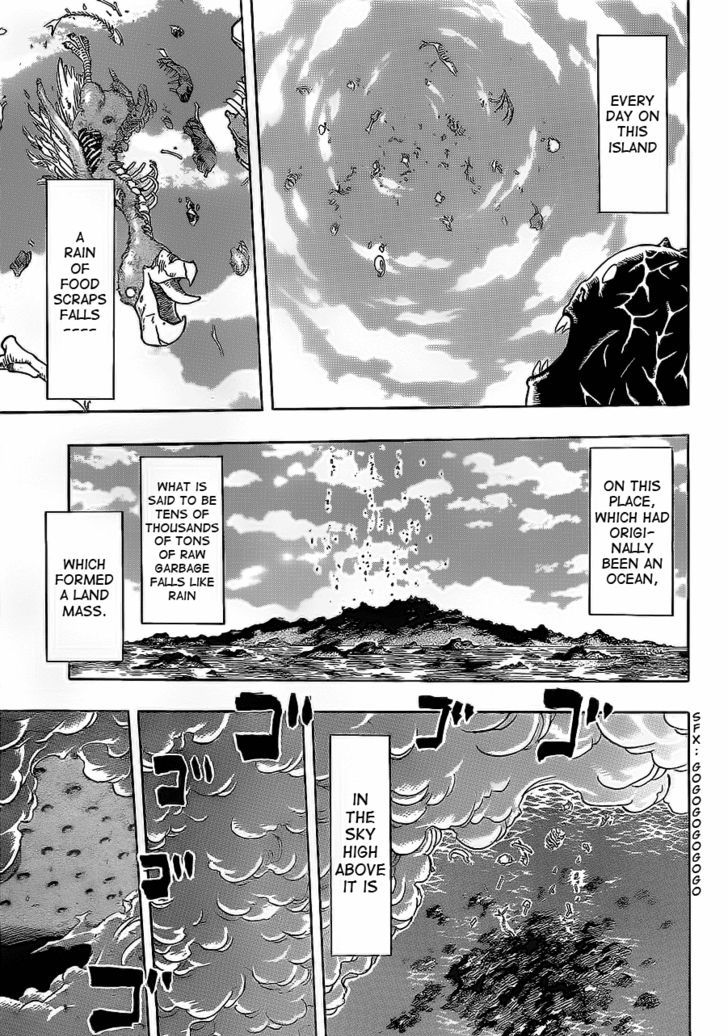 EVERY
DAY ON
THIS
ISLAND
A
RAIN OF
FOOD
SCRAPS
FALLS
----
ON THIS
PLACE,
WHICH HAD
ORIGI-
NALLY
BEEN AN
OCEAN,
WHAT IS
SAID TO BE
TENS OF
THOUSANDS
OF TONS
OF RAW
GARBAGE
FALLS LIKE
RAIN
WHICH
FORMED
A LAND
MASS.
SFX: GOGOGOGOGOGOGO
ゴ
ゴ
ゴ
IN
THE
SKY
HIGH
ABOVE
IT IS
ゴ
ゴ
ゴ